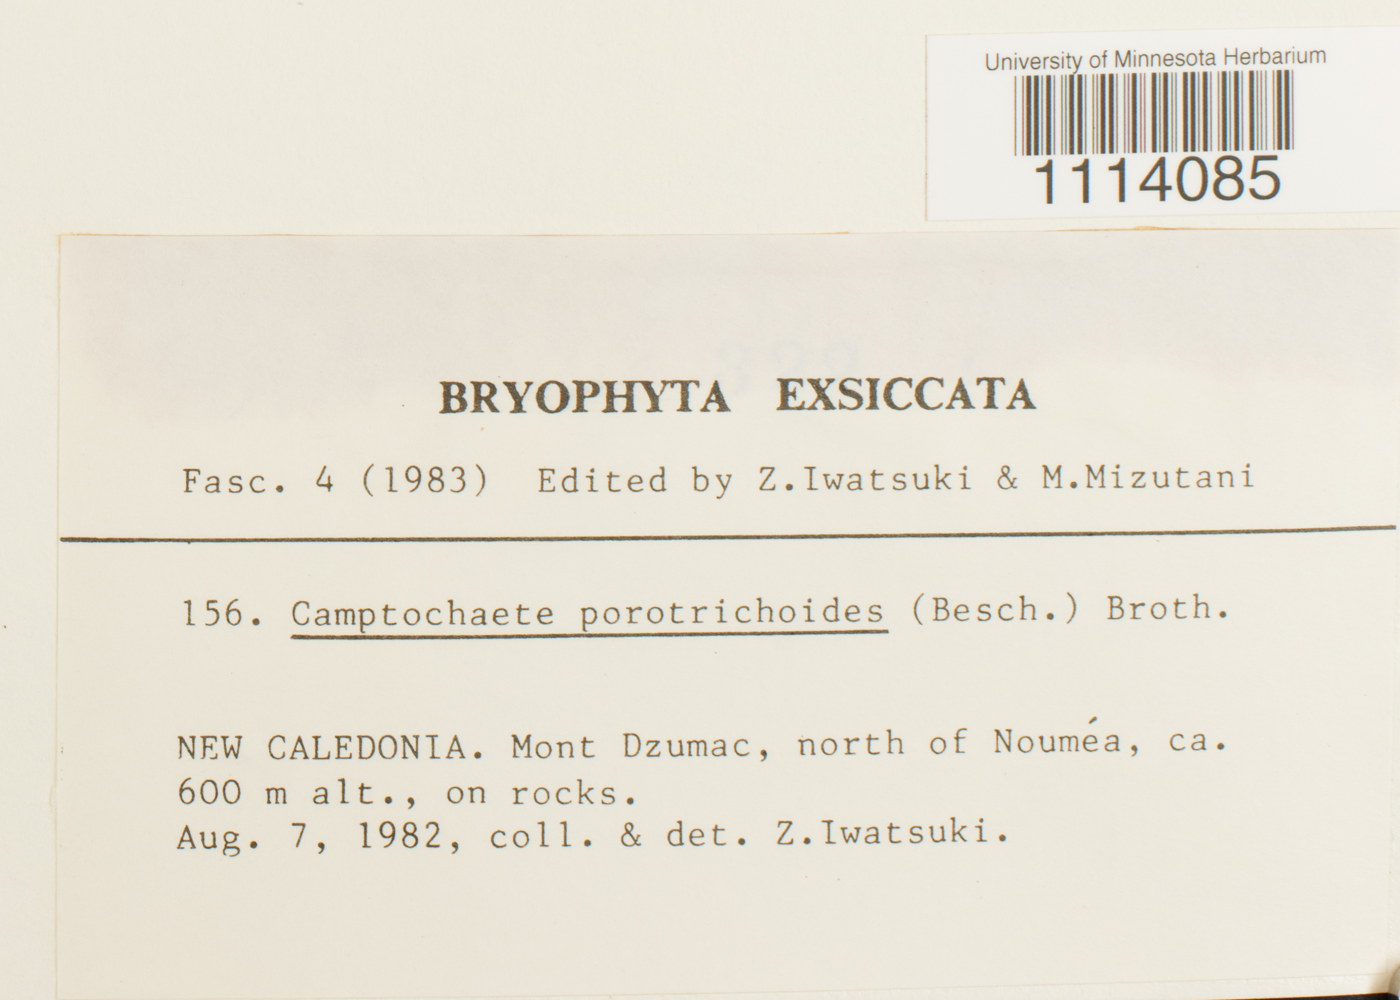 University of Minnesota Herbarium
1114085
BRYOPHYTA EXSICCATA
Fasc. 4 (1983) Edited by Z.Iwatsuki & M.Mizutani
156. Camptochaete porotrichoides (Besch.) Broth.
NEW CALEDONIA. Mont Dzumac, north of Nouméa, ca.
600 m alt., on rocks.
Aug. 7, 1982, coll. & det. Z.Iwatsuki.